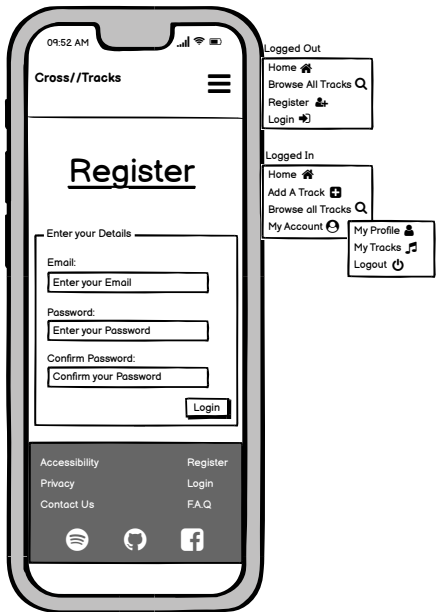 09:52 AM
Cross//Tracks
Register
Enter your Details
Email:
Enter your Email
Password:
Enter your Password
Confirm Password:
Confirm your Password
Login
Accessibility
Register
Privacy
Login
Contact Us
F.A.Q
Logged Out
Home
Browse All Tracks
Register
Login
Logged In
Home
Add A Track
Browse all Tracks
My Account
My Profile
My Tracks
Logout